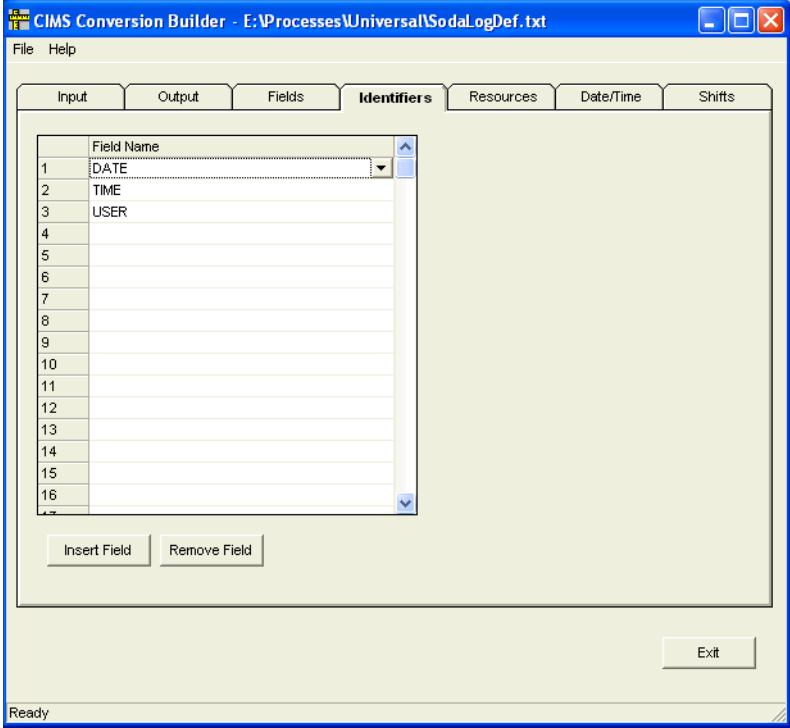 CIMS Conversion Builder - E:\Processes\Universal\SodaLogDef.txt
File Help
Input Output Fields Identifiers Resources Date/Time Shifts
Field Name
1 DATE
2 TIME
3 USER
4
5
6
7
8
9
10
11
12
13
14
15
16
Insert Field Remove Field
Exit
Ready